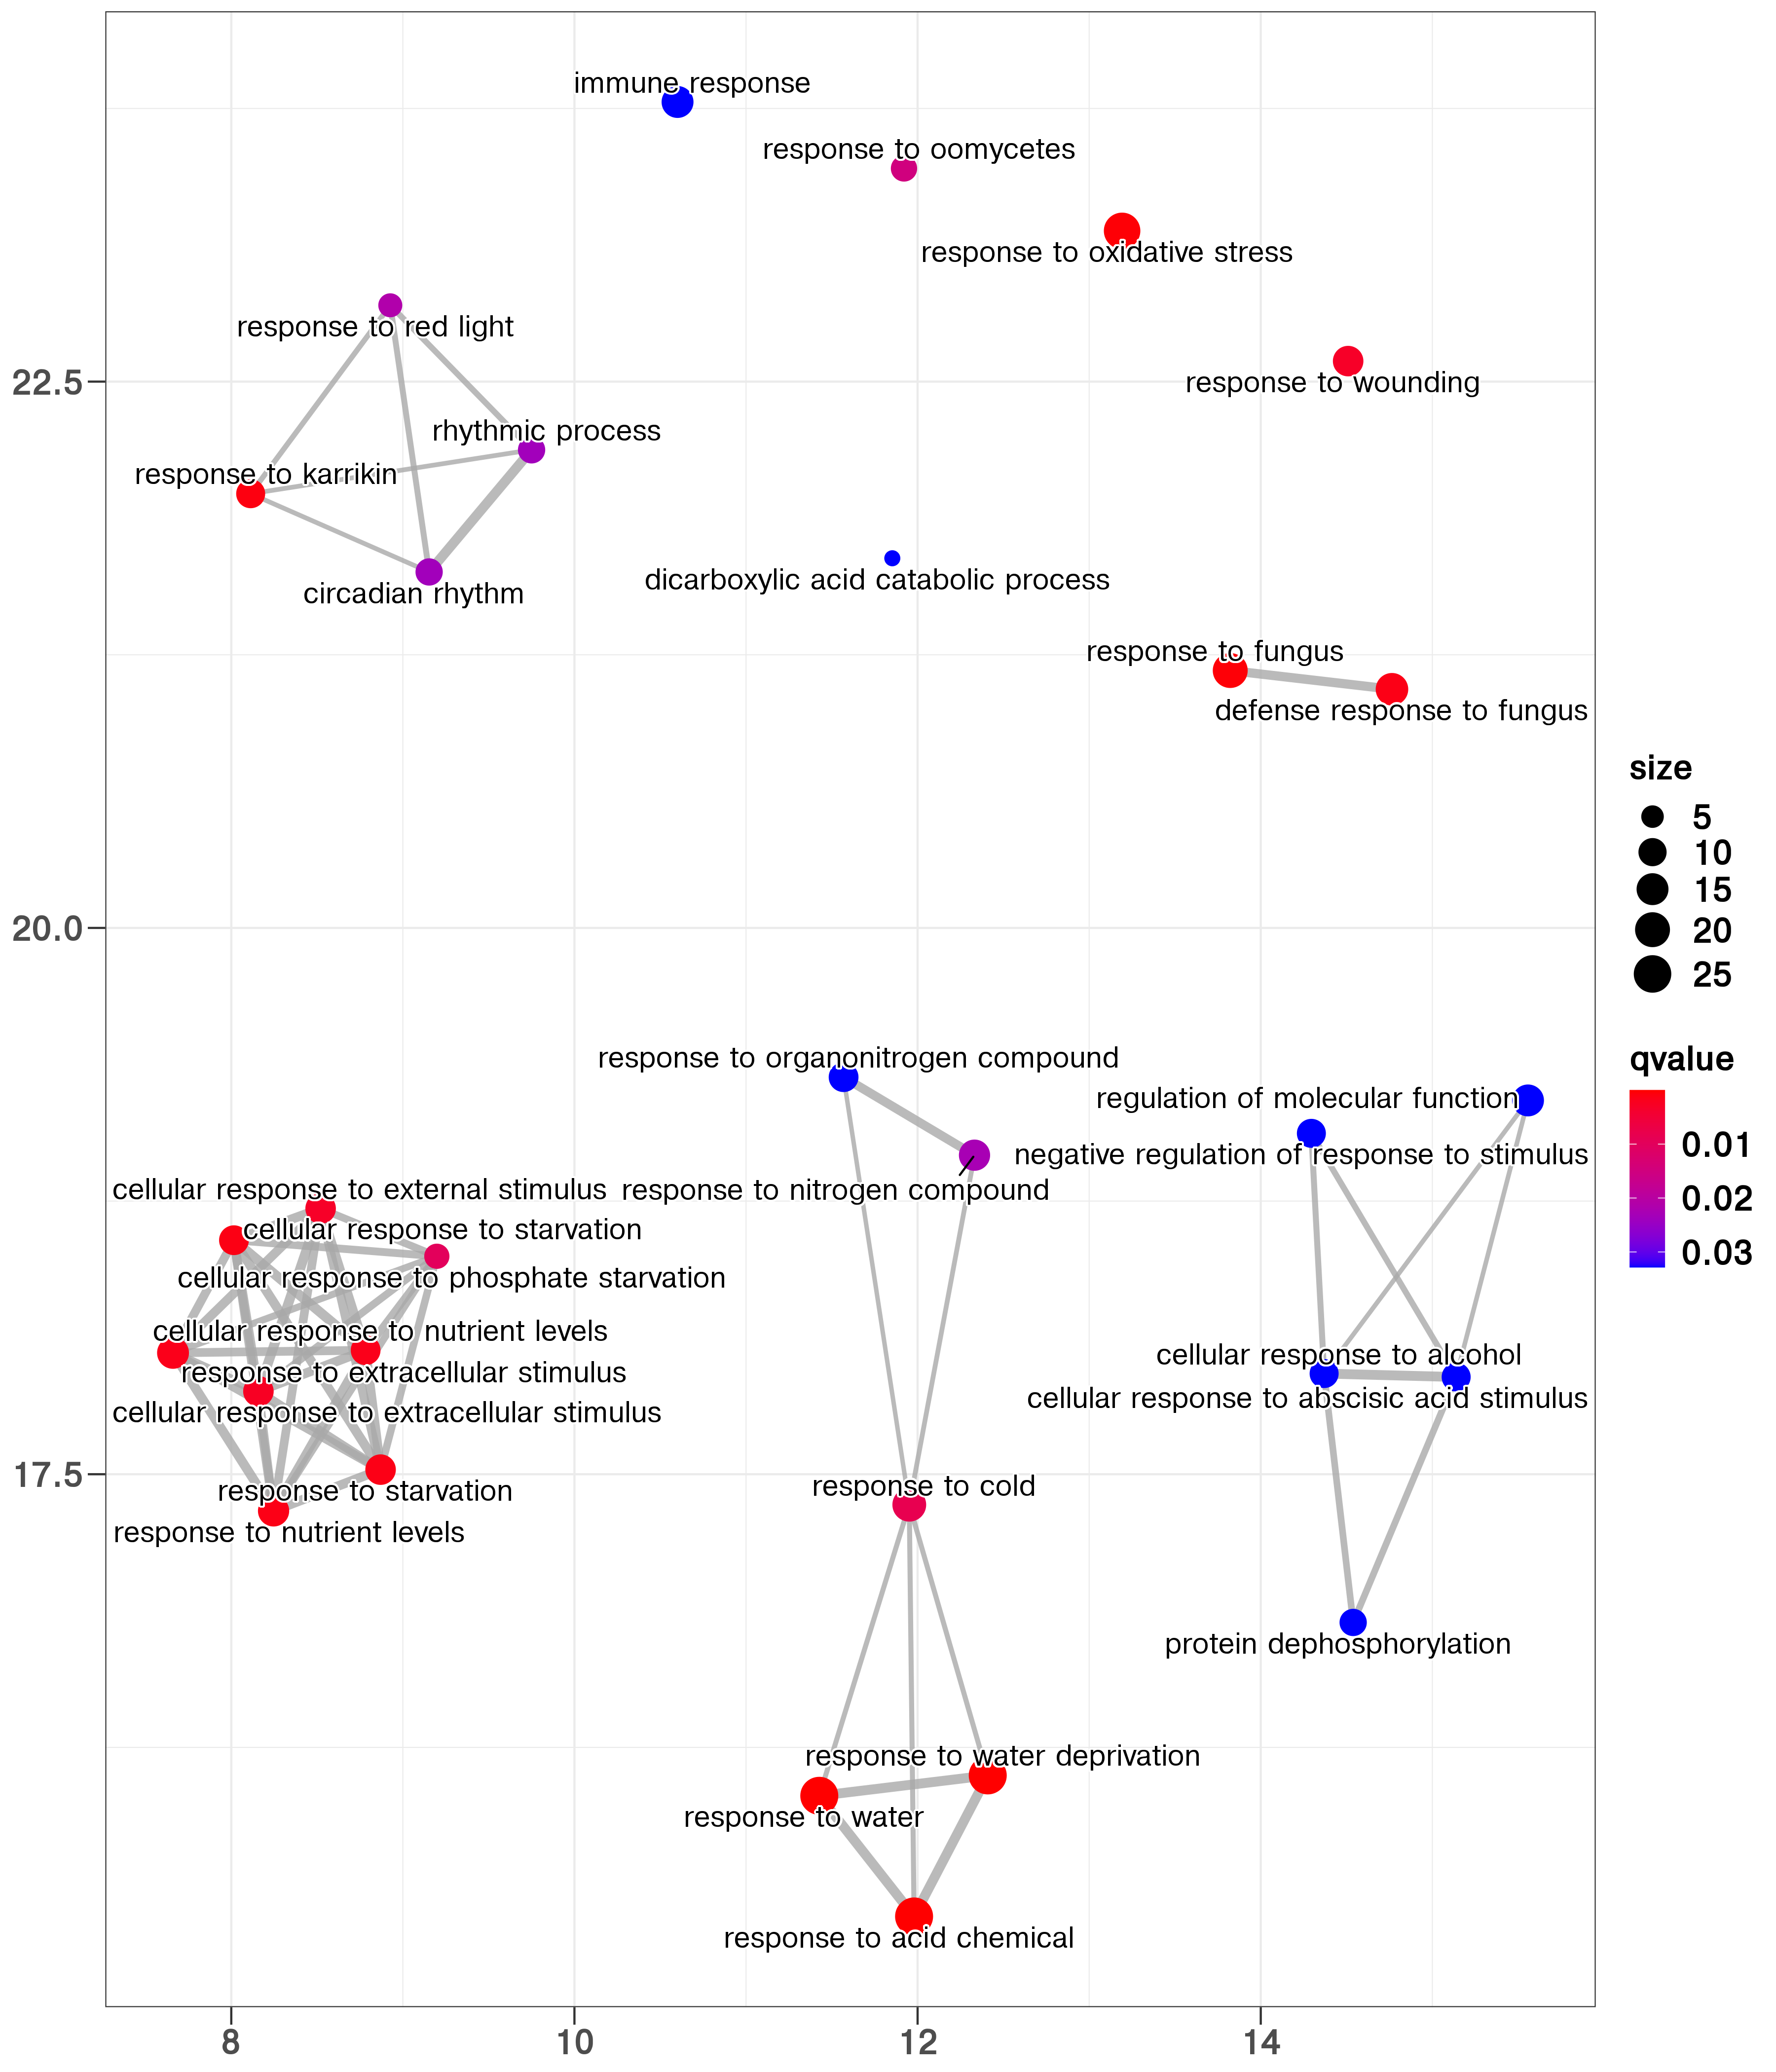 immune response
response to oomycetes
response to oxidative stress
response to red light
22.5
response to wounding
rhythmic process
response to karrikin
dicarboxylic acid catabolic process
circadian rhythm
response to fungus
defense response to fungus
size
5
10
15
20
25
20.0
qvalue
0.01
0.02
0.03
response to organonitrogen compound
regulation of molecular function
negative regulation of response to stimulus
cellular response to external stimulus
response to nitrogen compound
cellular response to starvation
cellular response to phosphate starvation
cellular response to nutrient levels
cellular response to alcohol
response to extracellular stimulus
cellular response to abscisic acid stimulus
cellular response to extracellular stimulus
17.5
response to cold
response to starvation
response to nutrient levels
protein dephosphorylation
response to water deprivation
response to water
response to acid chemical
8
10
12
14